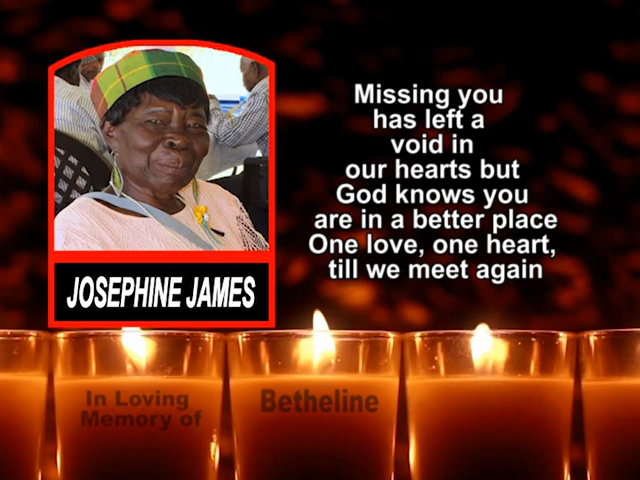 JOSEPHINE JAMES
Missing you
has left a
void in
our hearts but
God knows you
are in a better place
One love, one heart,
till we meet again
In Loving
Memory of
Betheline